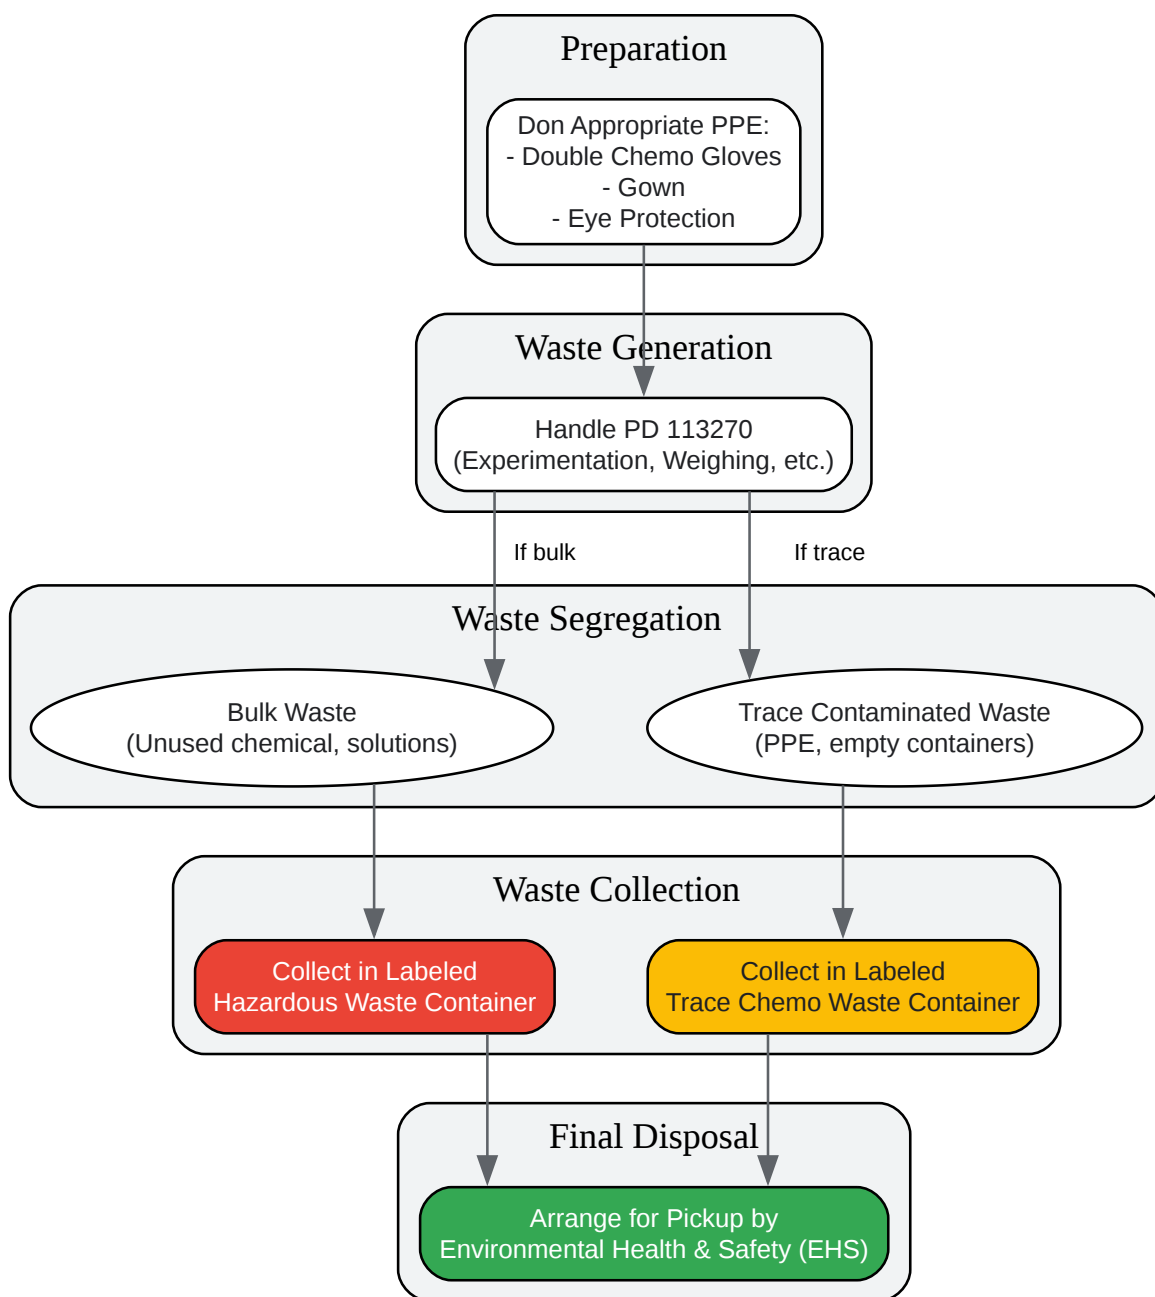 Preparation
Don Appropriate PPE:
- Double Chemo Gloves
- Gown
- Eye Protection
Waste Generation
Handle PD 113270
(Experimentation, Weighing, etc.)
If bulk
If trace
Waste Segregation
Bulk Waste
(Unused chemical, solutions)
Trace Contaminated Waste
(PPE, empty containers)
Waste Collection
Collect in Labeled
Hazardous Waste Container
Collect in Labeled
Trace Chemo Waste Container
Final Disposal
Arrange for Pickup by
Environmental Health & Safety (EHS)